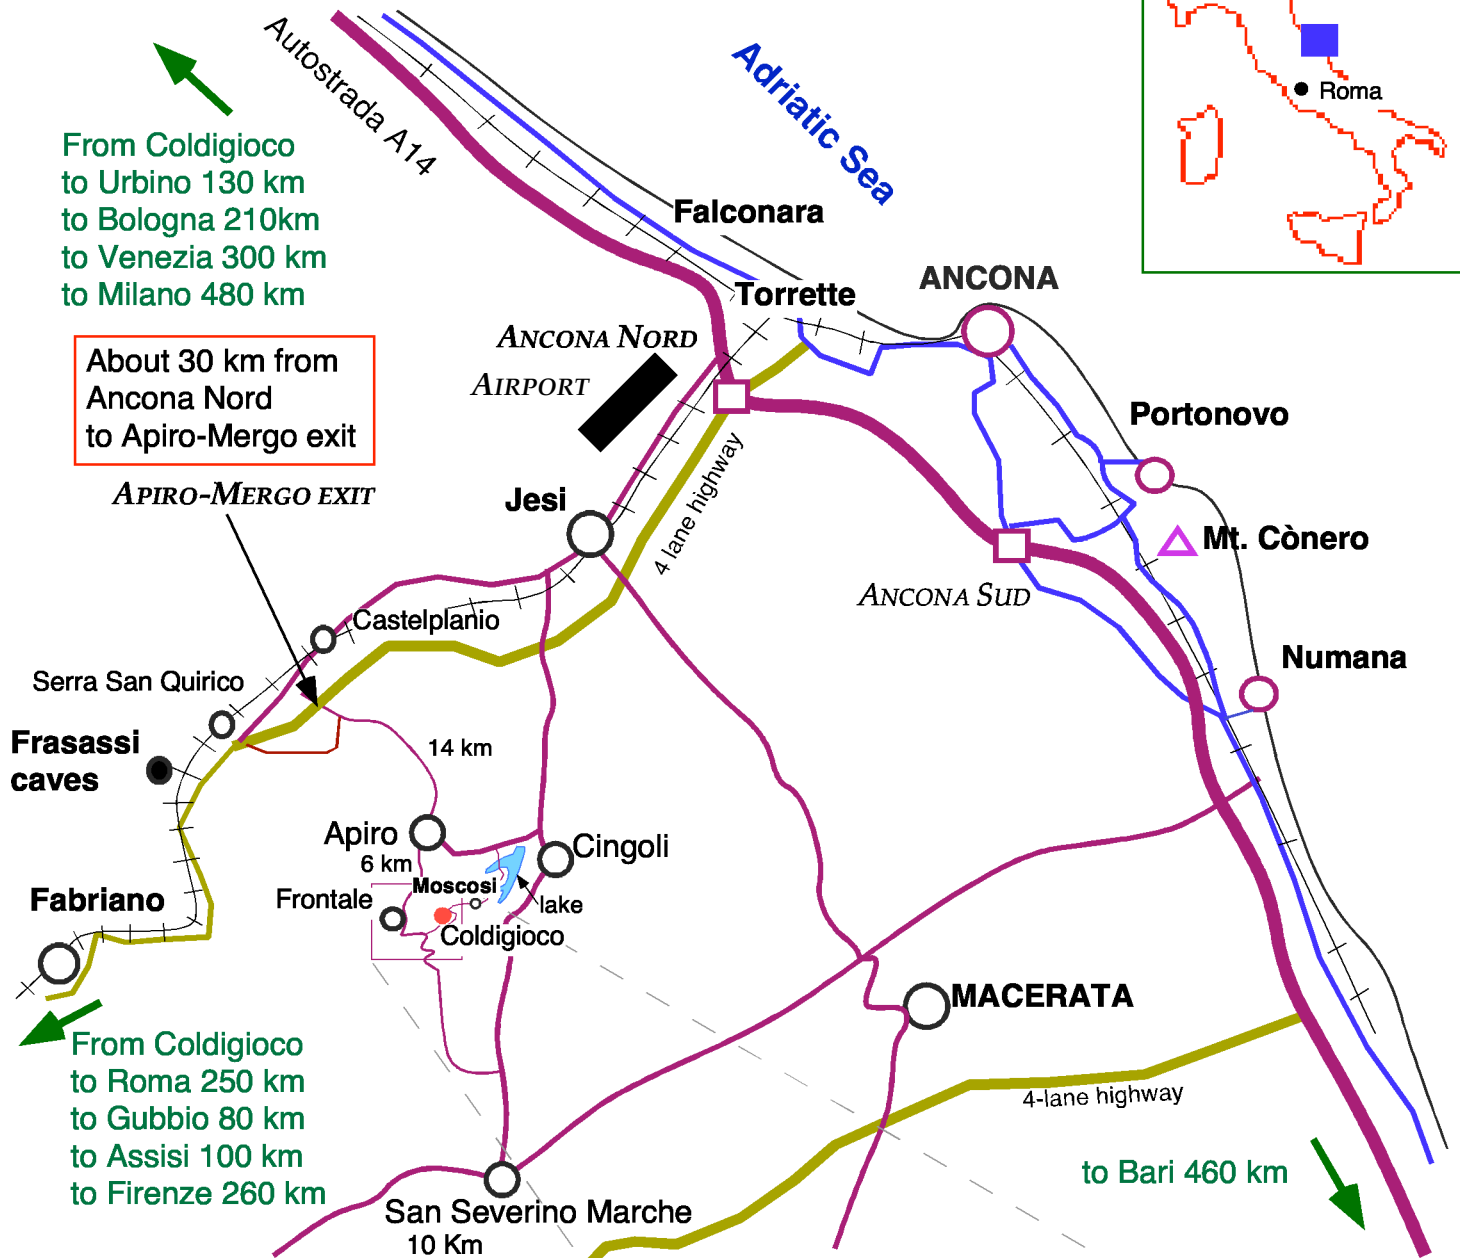 Autostrada A14
Adriatic Sea
Roma
From Coldigioco
to Urbino 130 km
to Bologna 210km
to Venezia 300 km
to Milano 480 km
Falconara
Torrette
ANCONA
ANCONA NORD
AIRPORT
About 30 km from
Ancona Nord
to Apiro-Mergo exit
APIRO-MERGO EXIT
Portonovo
Jesi
4 lane highway
Mt. Cònero
ANCONA SUD
Castelplanio
Numana
Serra San Quirico
Frasassi
caves
14 km
Apiro
6 km
Cingoli
Moscosi
Frontale
lake
Coldigioco
Fabriano
MACERATA
From Coldigioco
to Roma 250 km
to Gubbio 80 km
to Assisi 100 km
to Firenze 260 km
4-lane highway
to Bari 460 km
San Severino Marche
10 Km